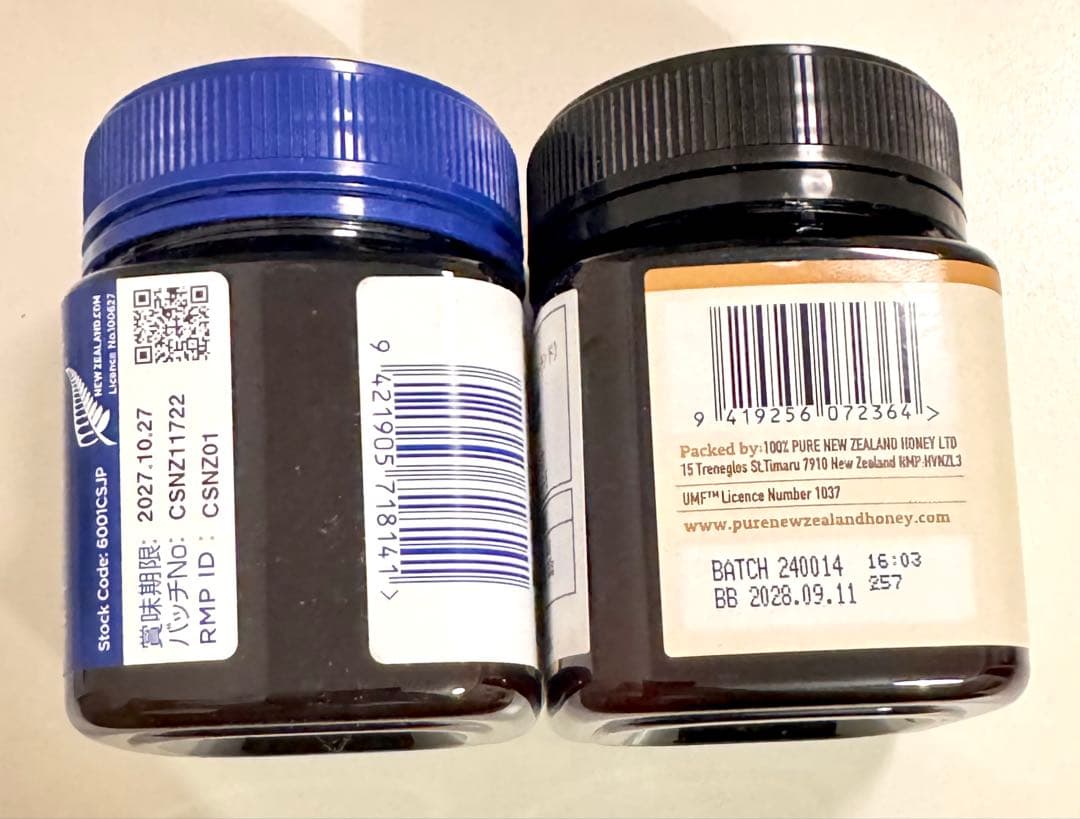 NEW ZEALAND.COM
Licence No.100627
Stock Code: 6001CSJP
賞味期限: 2027.10.27
バッチNo: CSNZ11722
RMP ID : CSNZ01
9 421905 718141 >
9 419256 072364 >
Packed by: 100% PURE NEW ZEALAND HONEY LTD
15 Treneglos St.Timaru 7910 New Zealand RMP:HVNZL3
UMF™ Licence Number 1037
www.purenewzealandhoney.com
BATCH 240014 16:03
BB 2028.09.11 257